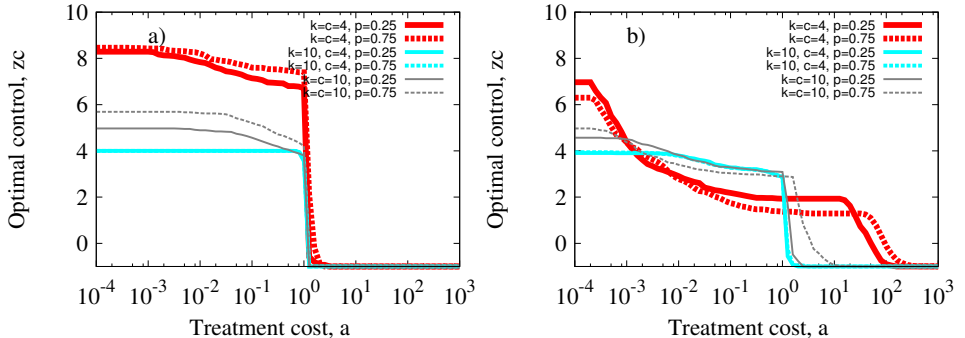 a)
k=c=4, p=0.25
k=c=4, p=0.75
k=10, c=4, p=0.25
k=10, c=4, p=0.75
k=c=10, p=0.25
k=c=10, p=0.75
Optimal control, zc
10
8
6
4
2
0
10^-4 10^-3 10^-2 10^-1 10^0 10^1 10^2 10^3
Treatment cost, a
b)
k=c=4, p=0.25
k=c=4, p=0.75
k=10, c=4, p=0.25
k=10, c=4, p=0.75
k=c=10, p=0.25
k=c=10, p=0.75
Optimal control, zc
10
8
6
4
2
0
10^-4 10^-3 10^-2 10^-1 10^0 10^1 10^2 10^3
Treatment cost, a